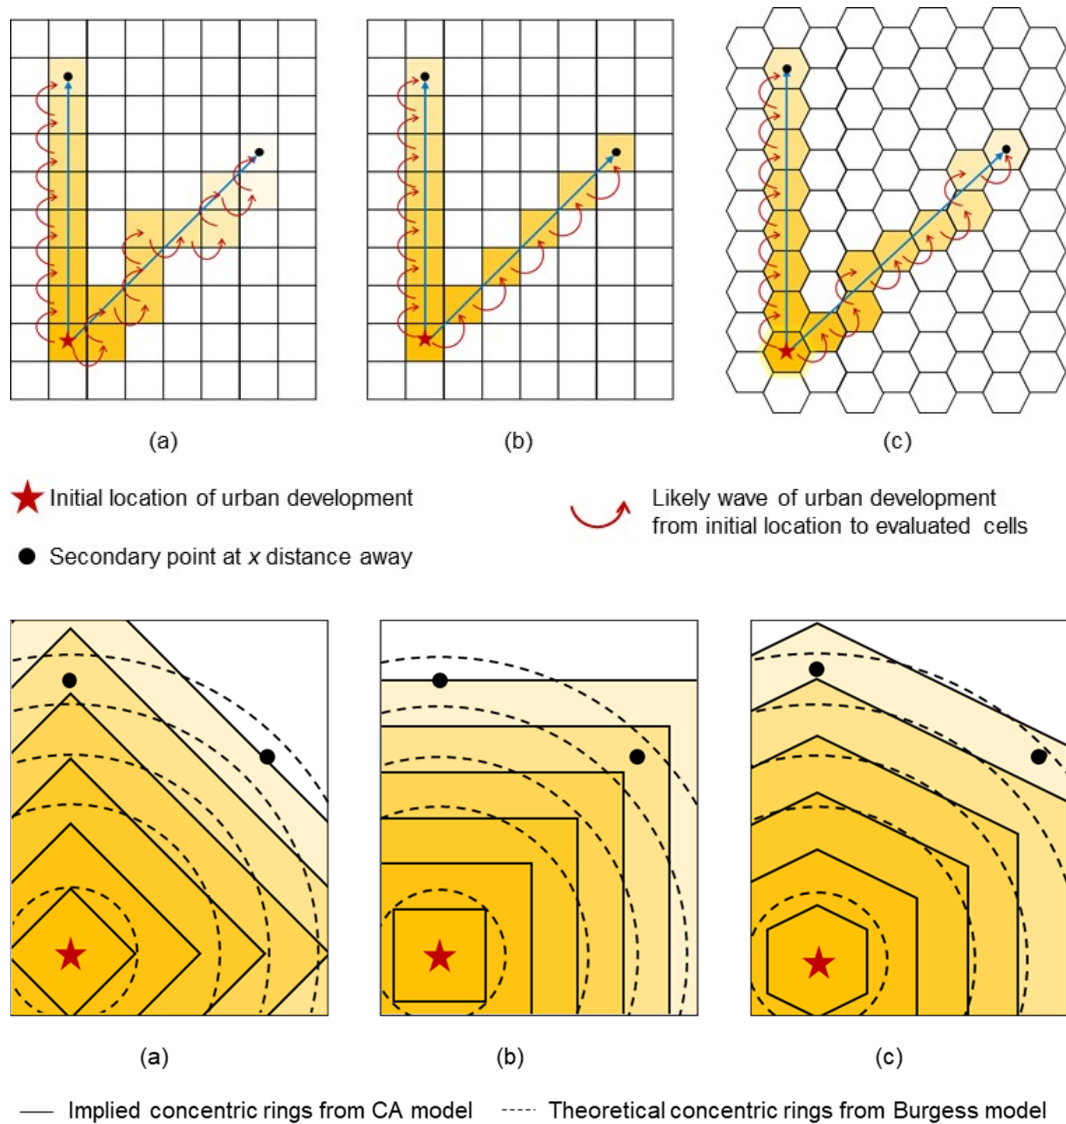 (a)
(b)
(c)
Initial location of urban development
Likely wave of urban development
from initial location to evaluated cells
Secondary point at x distance away
(a)
(b)
(c)
Implied concentric rings from CA model
Theoretical concentric rings from Burgess model